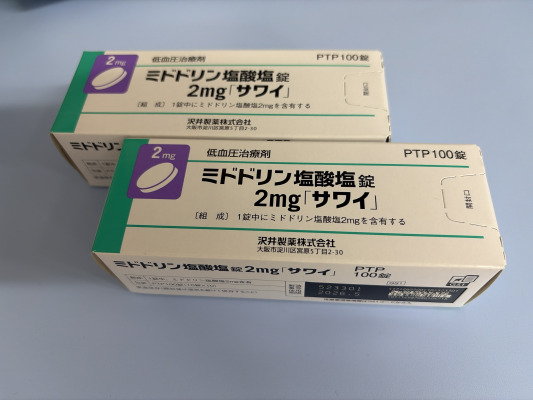 2mg
低血圧治療剤
PTP100錠
ミドドリン塩酸塩錠
2mg「サワイ」
〔組 成〕1錠中にミドドリン塩酸塩2mgを含有する
沢井製薬株式会社
大阪市淀川区宮原5丁目2-30
2mg
低血圧治療剤
PTP100錠
ミドドリン塩酸塩錠
2mg「サワイ」
開封口
〔組 成〕1錠中にミドドリン塩酸塩2mgを含有する
沢井製薬株式会社
大阪市淀川区宮原5丁目2-30
ミドドリン塩酸塩錠2mg「サワイ」 PTP
100錠
S23301
2026.6